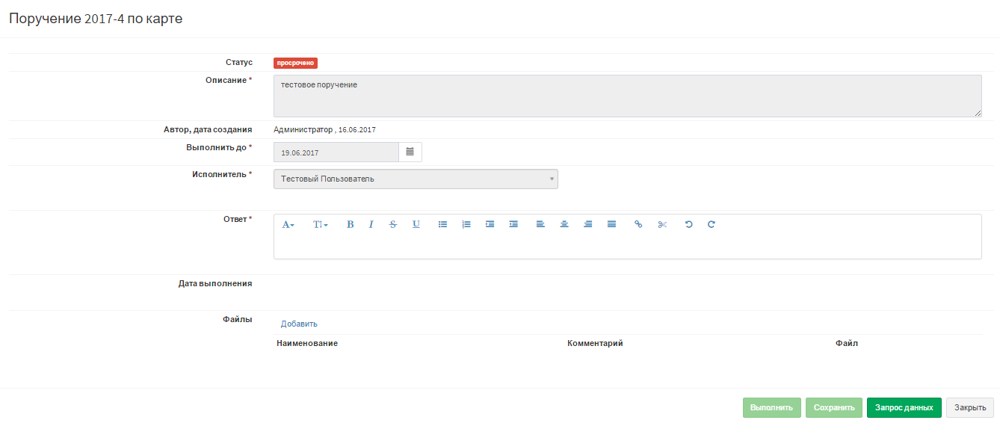 Поручение 2017-4 по карте
Статус просрочено
Описание * тестовое поручение
Автор, дата создания Администратор , 16.06.2017
Выполнить до * 19.06.2017
Исполнитель * Тестовый Пользователь
Ответ *
A T B I S U
Дата выполнения
Файлы Добавить
Наименование Комментарий Файл
Выполнить Сохранить Запрос данных Закрыть